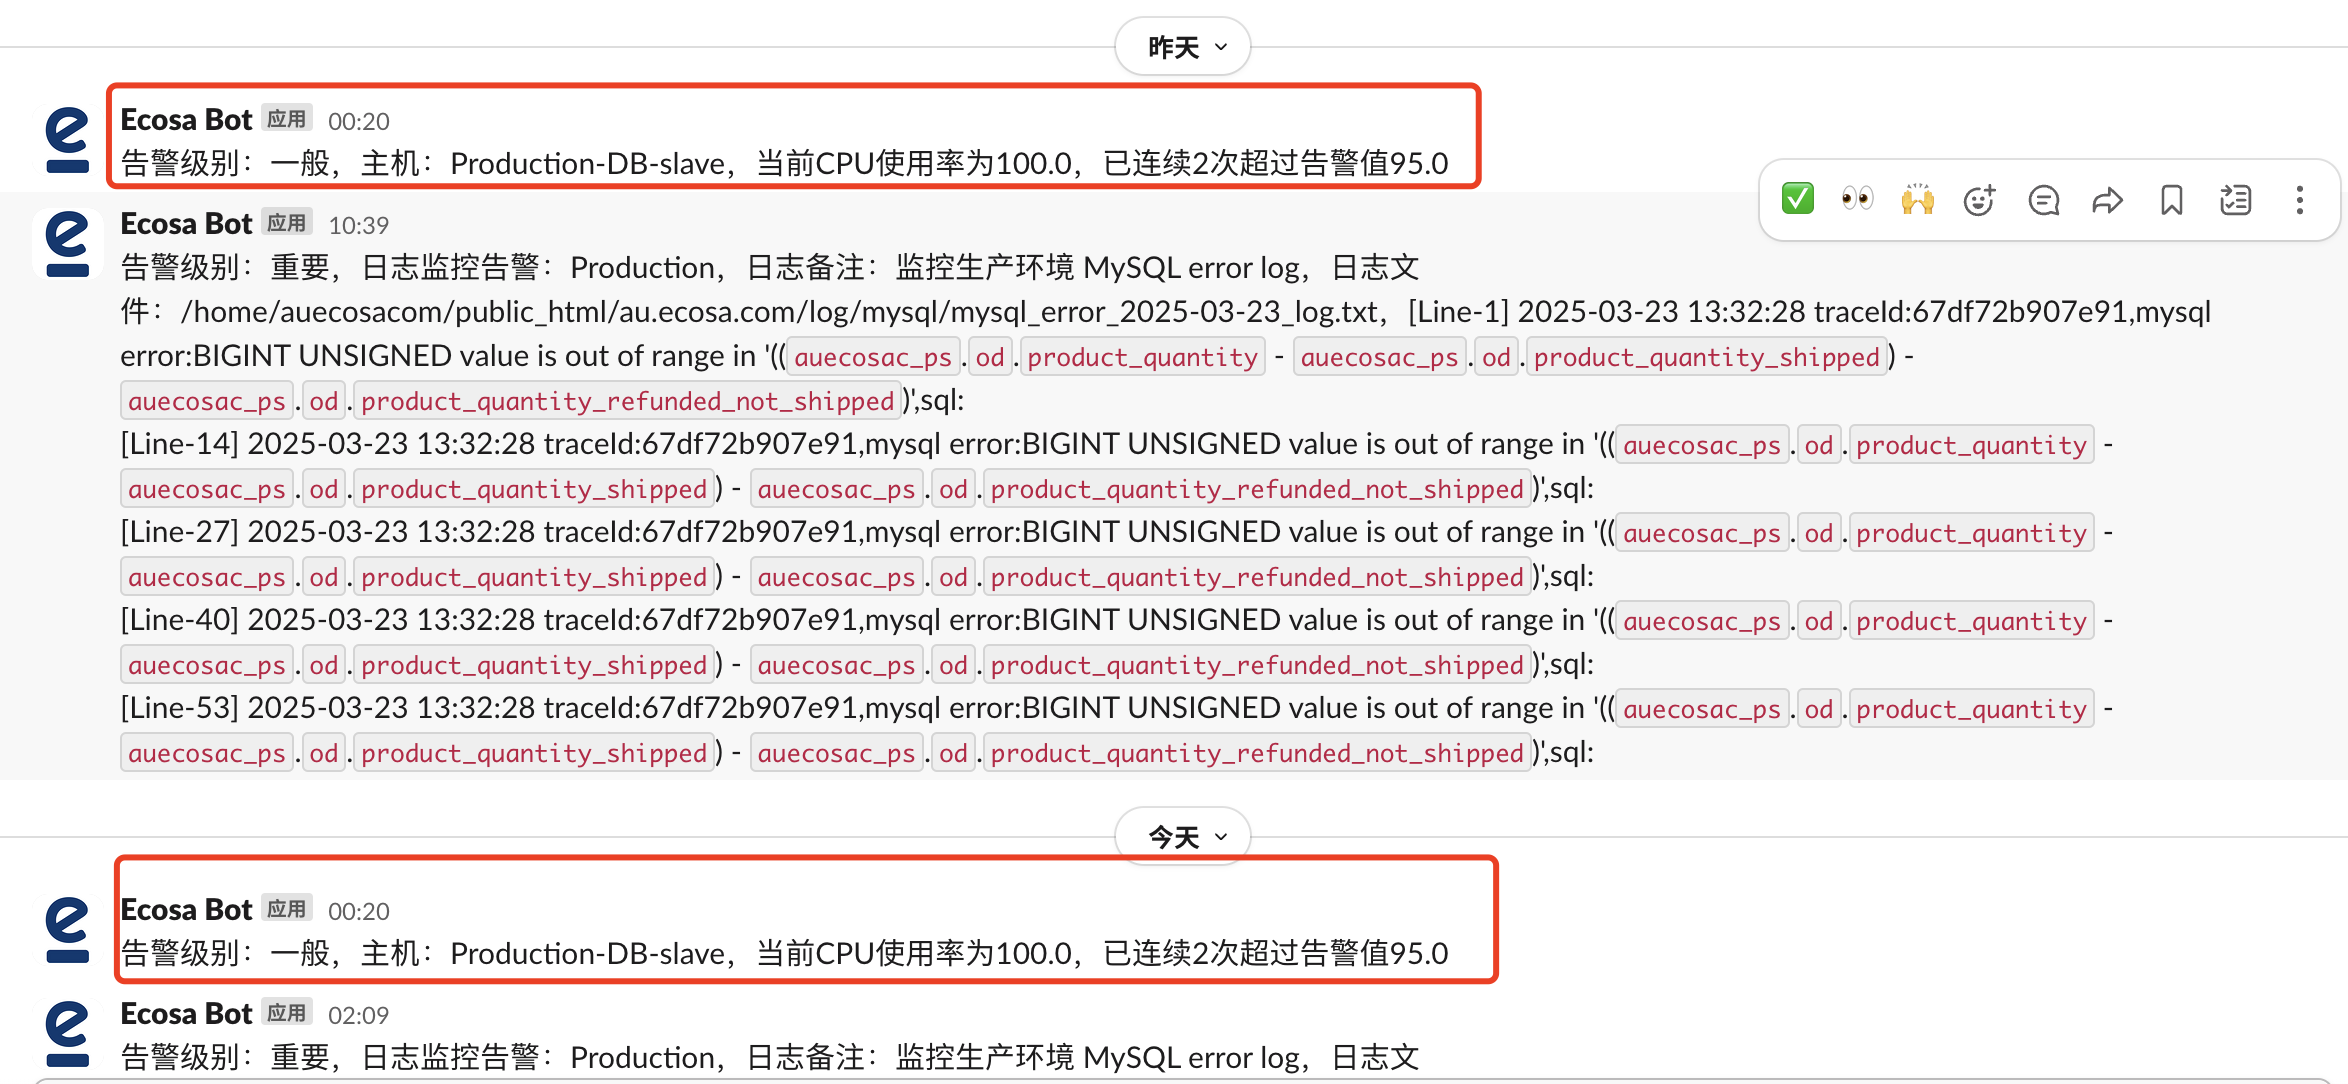 昨天
Ecosa Bot 应用 00:20
告警级别：一般，主机：Production-DB-slave，当前CPU使用率为100.0，已连续2次超过告警值95.0
Ecosa Bot 应用 10:39
告警级别：重要，日志监控告警：Production，日志备注：监控生产环境 MySQL error log，日志文
件：/home/auecosacom/public_html/au.ecosa.com/log/mysql/mysql_error_2025-03-23_log.txt，[Line-1] 2025-03-23 13:32:28 traceId:67df72b907e91,mysql
error:BIGINT UNSIGNED value is out of range in '((auecosac_ps.od.product_quantity - auecosac_ps.od.product_quantity_shipped) -
auecosac_ps.od.product_quantity_refunded_not_shipped)',sql:
[Line-14] 2025-03-23 13:32:28 traceId:67df72b907e91,mysql error:BIGINT UNSIGNED value is out of range in '((auecosac_ps.od.product_quantity -
auecosac_ps.od.product_quantity_shipped) - auecosac_ps.od.product_quantity_refunded_not_shipped)',sql:
[Line-27] 2025-03-23 13:32:28 traceId:67df72b907e91,mysql error:BIGINT UNSIGNED value is out of range in '((auecosac_ps.od.product_quantity -
auecosac_ps.od.product_quantity_shipped) - auecosac_ps.od.product_quantity_refunded_not_shipped)',sql:
[Line-40] 2025-03-23 13:32:28 traceId:67df72b907e91,mysql error:BIGINT UNSIGNED value is out of range in '((auecosac_ps.od.product_quantity -
auecosac_ps.od.product_quantity_shipped) - auecosac_ps.od.product_quantity_refunded_not_shipped)',sql:
[Line-53] 2025-03-23 13:32:28 traceId:67df72b907e91,mysql error:BIGINT UNSIGNED value is out of range in '((auecosac_ps.od.product_quantity -
auecosac_ps.od.product_quantity_shipped) - auecosac_ps.od.product_quantity_refunded_not_shipped)',sql:
今天
Ecosa Bot 应用 00:20
告警级别：一般，主机：Production-DB-slave，当前CPU使用率为100.0，已连续2次超过告警值95.0
Ecosa Bot 应用 02:09
告警级别：重要，日志监控告警：Production，日志备注：监控生产环境 MySQL error log，日志文